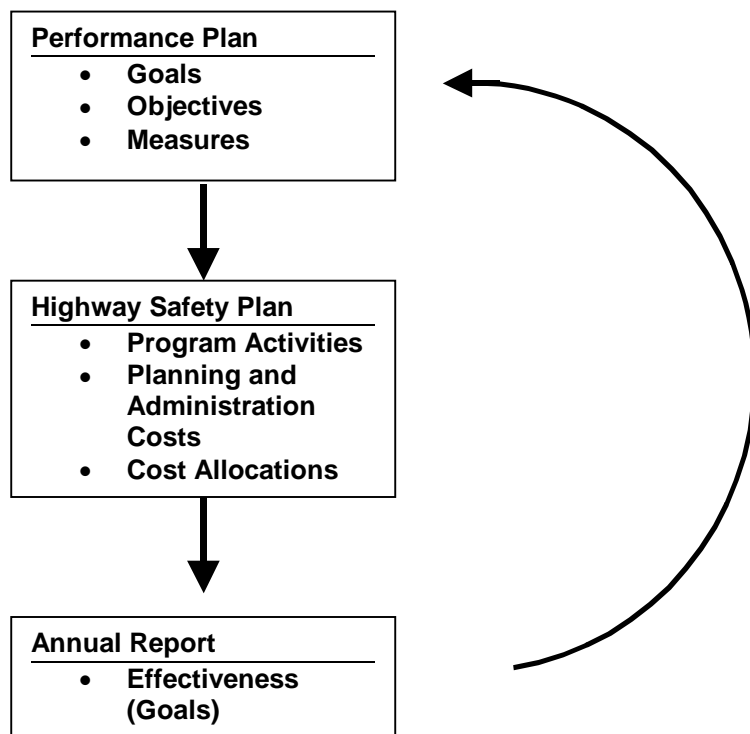 Performance Plan
• Goals
• Objectives
• Measures
Highway Safety Plan
• Program Activities
• Planning and
Administration
Costs
• Cost Allocations
Annual Report
• Effectiveness
(Goals)